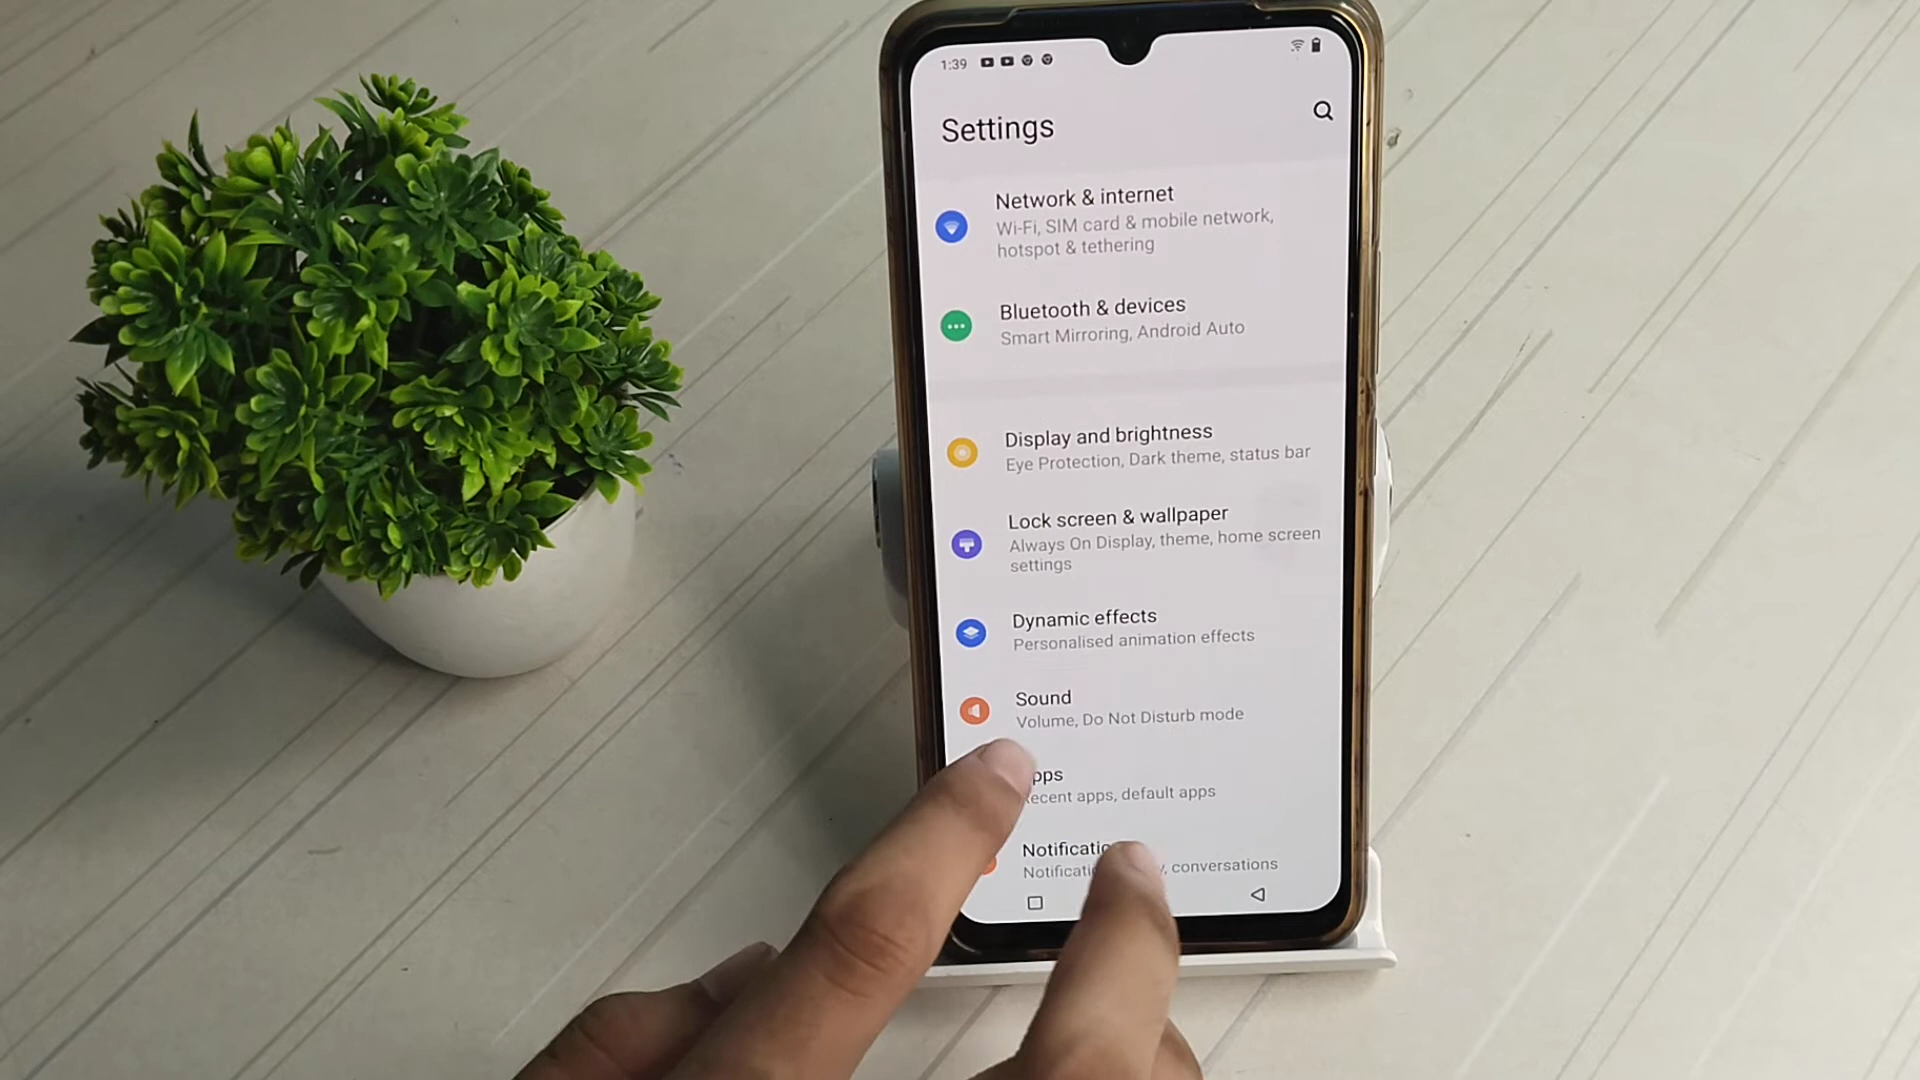 1:39
Settings
Network & internet
Wi-Fi, SIM card & mobile network,
hotspot & tethering
Bluetooth & devices
Smart Mirroring, Android Auto
Display and brightness
Eye Protection, Dark theme, status bar
Lock screen & wallpaper
Always On Display, theme, home screen
settings
Dynamic effects
Personalised animation effects
Sound
Volume, Do Not Disturb mode
pps
ecent apps, default apps
Notificatio
Notificati y, conversations